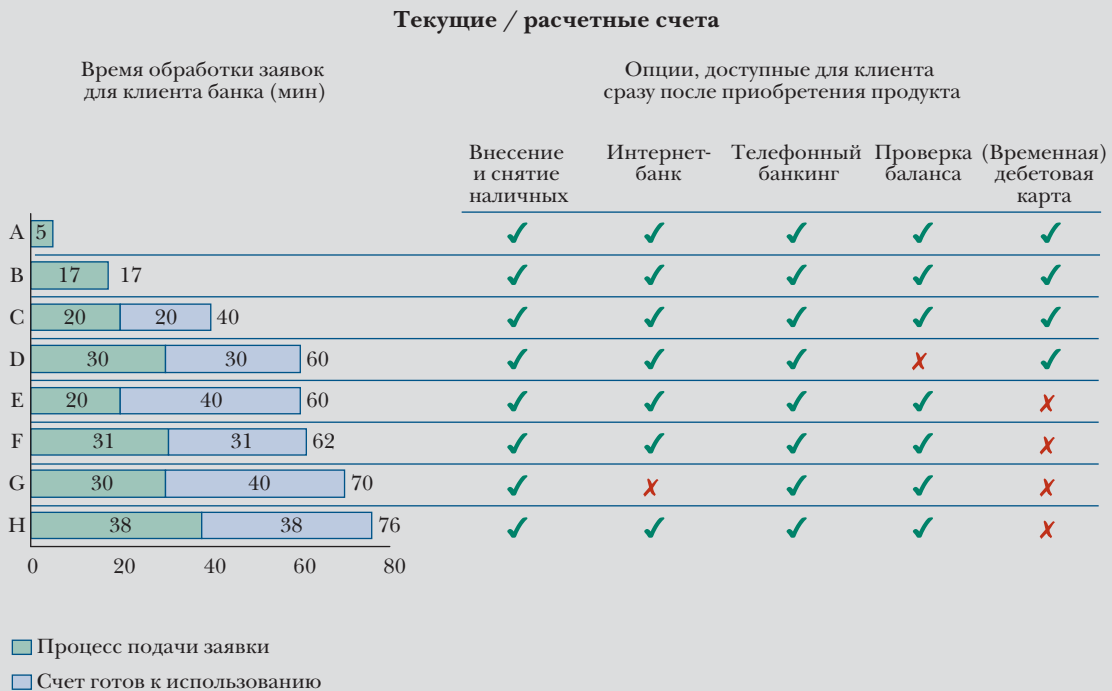 Текущие / расчетные счета
Время обработки заявок
для клиента банка (мин)
Опции, доступные для клиента
сразу после приобретения продукта
Внесение
и снятие
наличных
Интернет-
банк
Телефонный
банкинг
Проверка
баланса
(Временная)
дебетовая
карта
A 5
B 17 17
C 20 20 40
D 30 30 60
E 20 40 60
F 31 31 62
G 30 40 70
H 38 38 76
0 20 40 60 80
Процесс подачи заявки
Счет готов к использованию